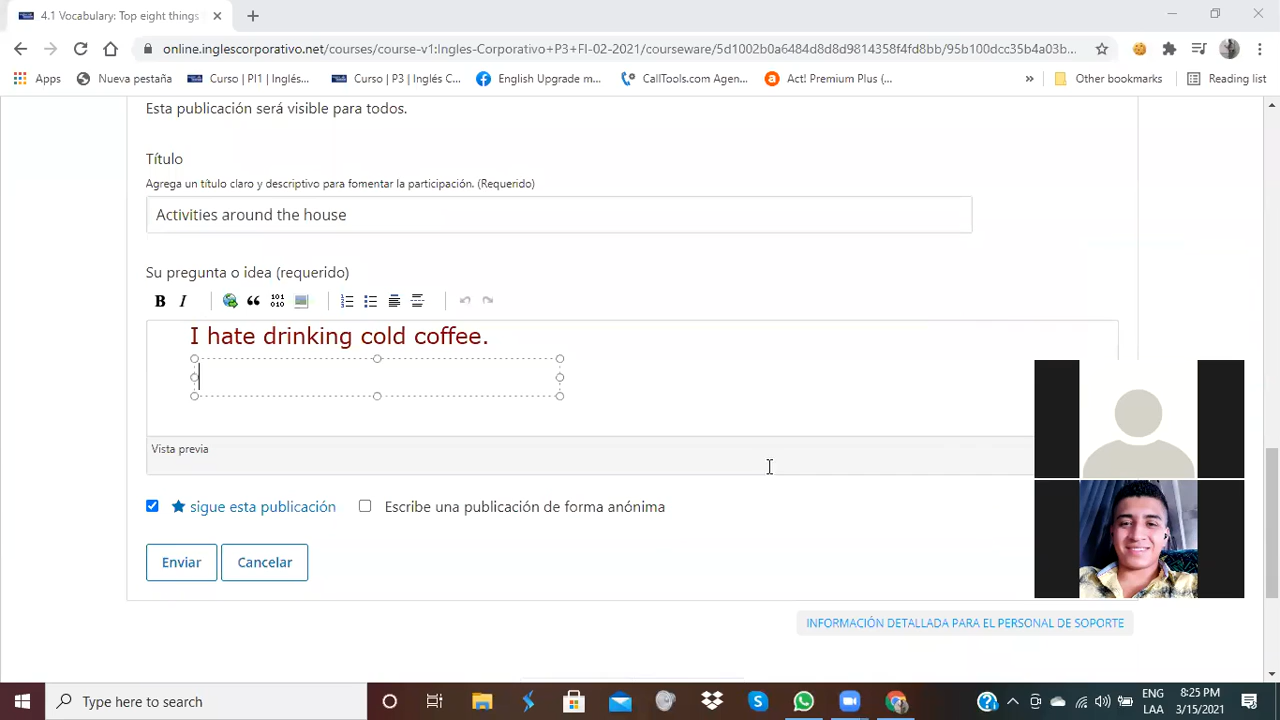 4.1 Vocabulary: Top eight things
online.inglescorporativo.net/courses/course-v1:Ingles-Corporativo+P3+FI-02-2021/courseware/5d1002b0a6484d8d8d9814358f4fd8bb/95b100dcc35b4a03b...
Apps
Nueva pestaña
Curso | PI1 | Inglés...
Curso | P3 | Inglés C...
English Upgrade m...
CallTools.com Agen...
Act! Premium Plus (...
»
Other bookmarks
Reading list
Esta publicación será visible para todos.
Título
Agrega un título claro y descriptivo para fomentar la participación. (Requerido)
Activities around the house
Su pregunta o idea (requerido)
B I
101
010
I hate drinking cold coffee.
Vista previa
sigue esta publicación
Escribe una publicación de forma anónima
Enviar
Cancelar
INFORMACIÓN DETALLADA PARA EL PERSONAL DE SOPORTE
Type here to search
ENG
LAA
8:25 PM
3/15/2021